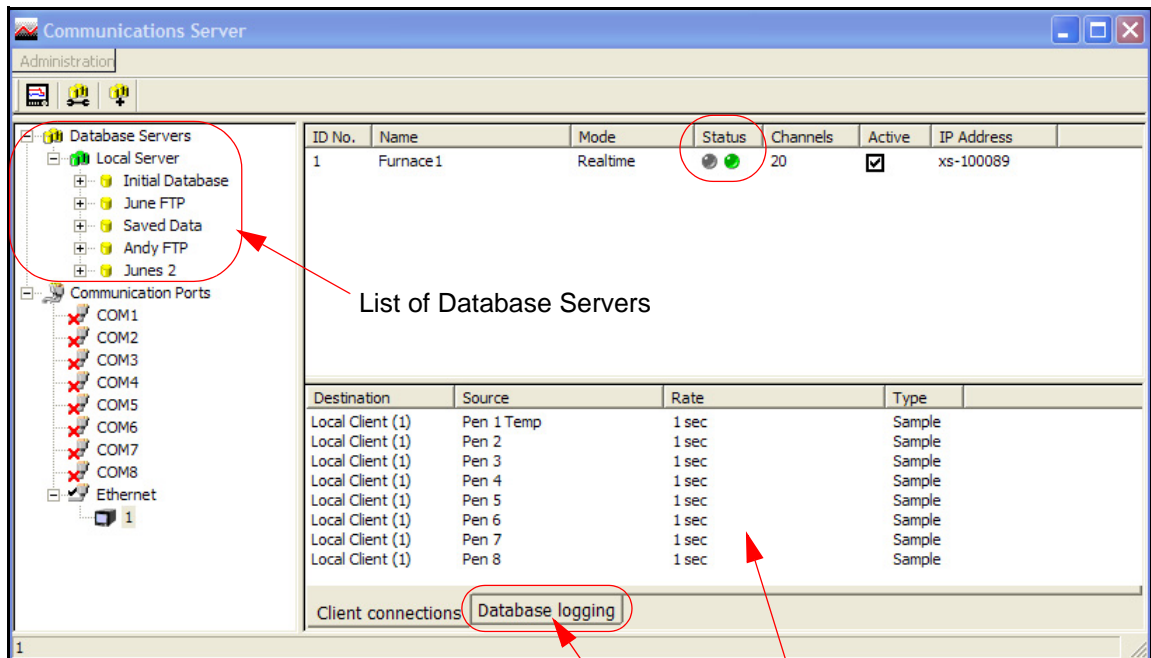 Communications Server
Administration
Database Servers
Local Server
Initial Database
June FTP
Saved Data
Andy FTP
Junes 2
Communication Ports
COM1
COM2
COM3
COM4
COM5
COM6
COM7
COM8
Ethernet
1
ID No. Name Mode Status Channels Active IP Address
1 Furnace1 Realtime 20 xs-100089
List of Database Servers
Destination Source Rate Type
Local Client (1) Pen 1 Temp 1 sec Sample
Local Client (1) Pen 2 1 sec Sample
Local Client (1) Pen 3 1 sec Sample
Local Client (1) Pen 4 1 sec Sample
Local Client (1) Pen 5 1 sec Sample
Local Client (1) Pen 6 1 sec Sample
Local Client (1) Pen 7 1 sec Sample
Local Client (1) Pen 8 1 sec Sample
Client connections Database logging
1